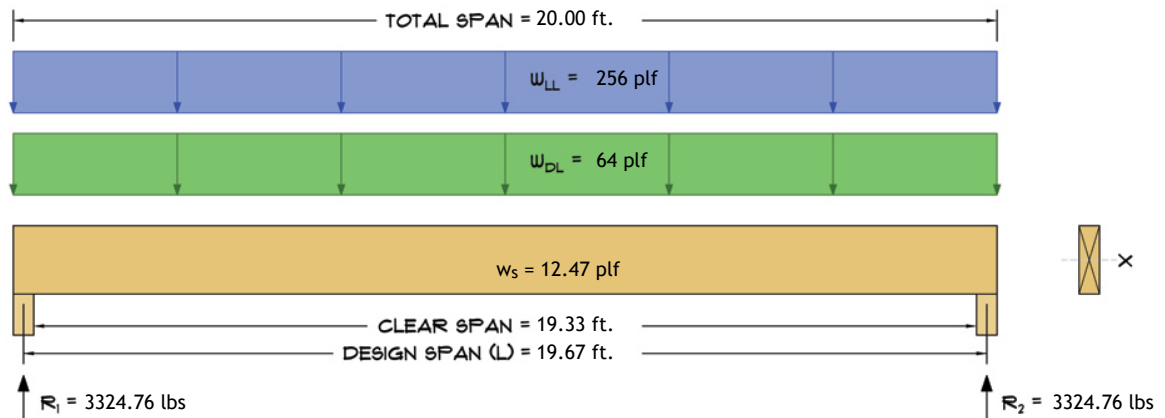 TOTAL SPAN = 20.00 ft.
WLL = 256 plf
WDL = 64 plf
ws = 12.47 plf
X
CLEAR SPAN = 19.33 ft.
DESIGN SPAN (L) = 19.67 ft.
R1 = 3324.76 lbs
R2 = 3324.76 lbs